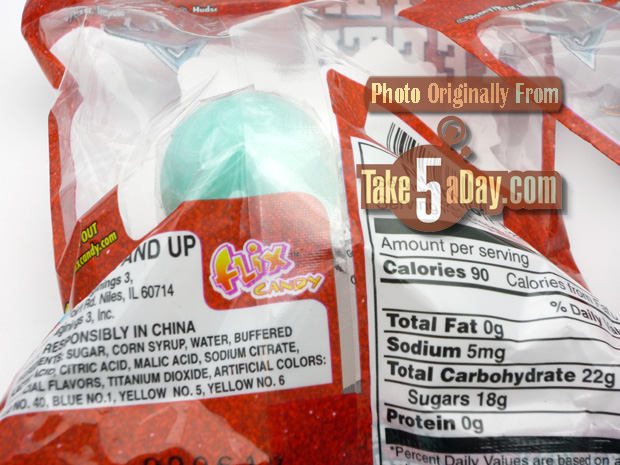 Photo Originally From
Take 5 aDay.com
OUT
candy.com
AND UP
flix
CANDY
Rd. Niles, IL 60714
3, Inc.
RESPONSIBLY IN CHINA
SUGAR, CORN SYRUP, WATER, BUFFERED
ACID, CITRIC ACID, MALIC ACID, SODIUM CITRATE,
FLAVORS, TITANIUM DIOXIDE, ARTIFICIAL COLORS:
NO. 40, BLUE NO.1, YELLOW NO. 5, YELLOW NO. 6
Amount per serving
Calories 90 Calories from
% Daily
Total Fat 0g
Sodium 5mg
Total Carbohydrate 22g
Sugars 18g
Protein 0g
*Percent Daily Values are based on a